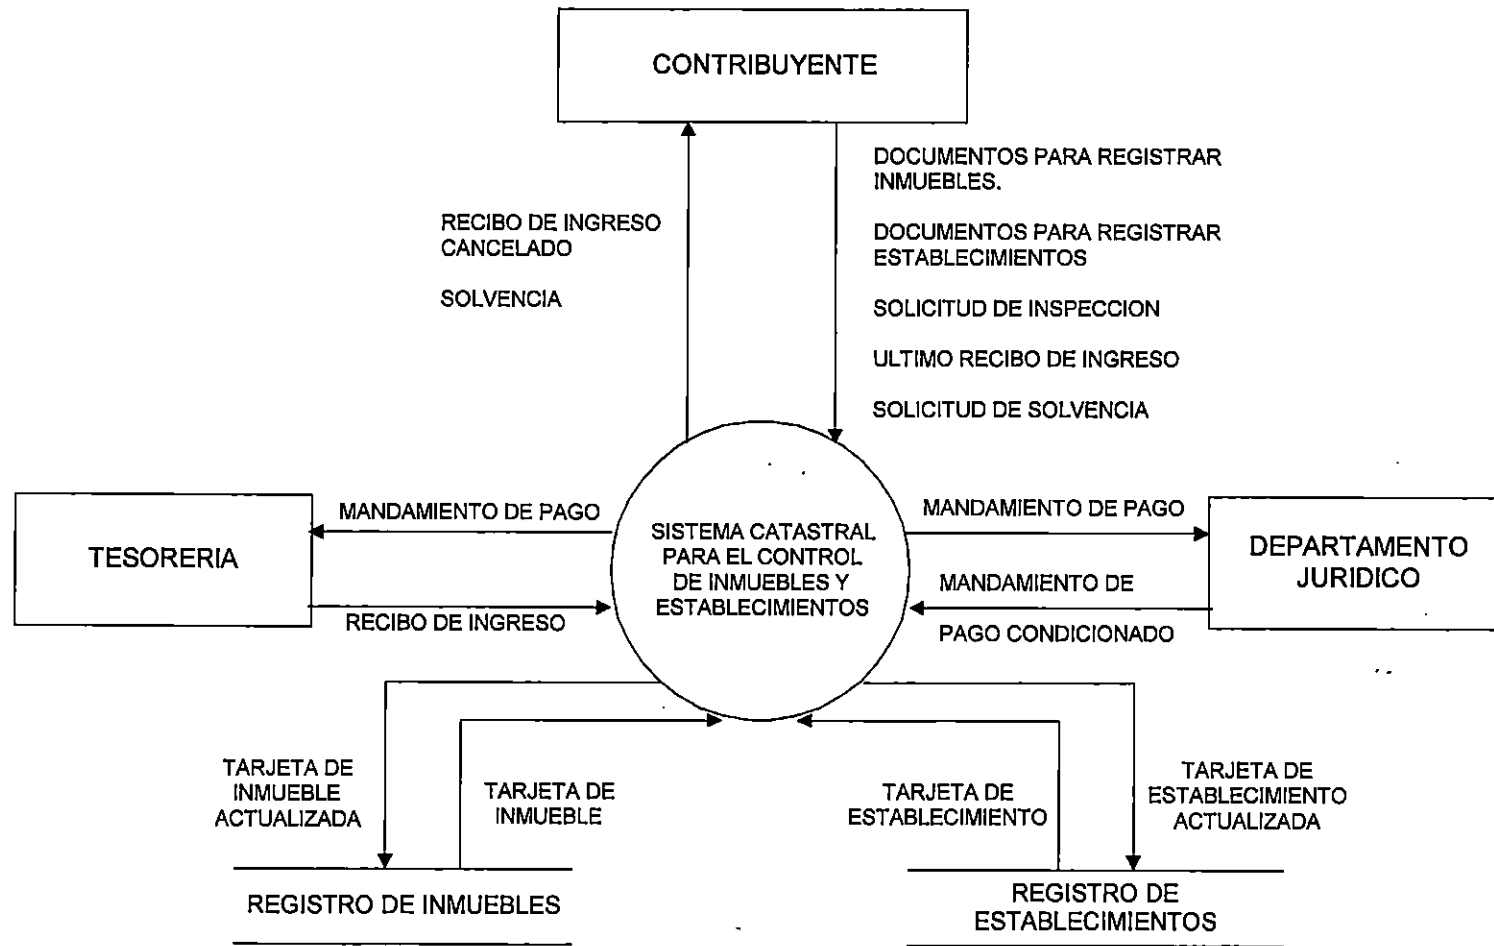 CONTRIBUYENTE
DOCUMENTOS PARA REGISTRAR
INMUEBLES.
DOCUMENTOS PARA REGISTRAR
ESTABLECIMIENTOS
SOLICITUD DE INSPECCION
ULTIMO RECIBO DE INGRESO
SOLICITUD DE SOLVENCIA
RECIBO DE INGRESO
CANCELADO
SOLVENCIA
TESORERIA
MANDAMIENTO DE PAGO
RECIBO DE INGRESO
SISTEMA CATASTRAL
PARA EL CONTROL
DE INMUEBLES Y
ESTABLECIMIENTOS
MANDAMIENTO DE PAGO
MANDAMIENTO DE
PAGO CONDICIONADO
DEPARTAMENTO
JURIDICO
TARJETA DE
INMUEBLE
ACTUALIZADA
TARJETA DE
INMUEBLE
TARJETA DE
ESTABLECIMIENTO
TARJETA DE
ESTABLECIMIENTO
ACTUALIZADA
REGISTRO DE INMUEBLES
REGISTRO DE
ESTABLECIMIENTOS